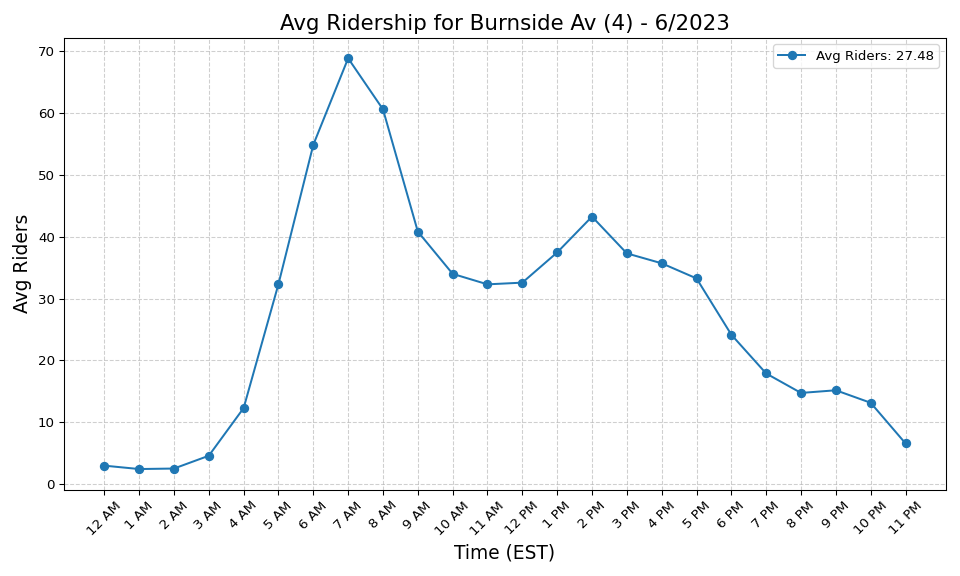 Avg Ridership for Burnside Av (4) - 6/2023
Avg Riders: 27.48
Avg Riders
70
60
50
40
30
20
10
0
12 AM
1 AM
2 AM
3 AM
4 AM
5 AM
6 AM
7 AM
8 AM
9 AM
10 AM
11 AM
12 PM
1 PM
2 PM
3 PM
4 PM
5 PM
6 PM
7 PM
8 PM
9 PM
10 PM
11 PM
Time (EST)